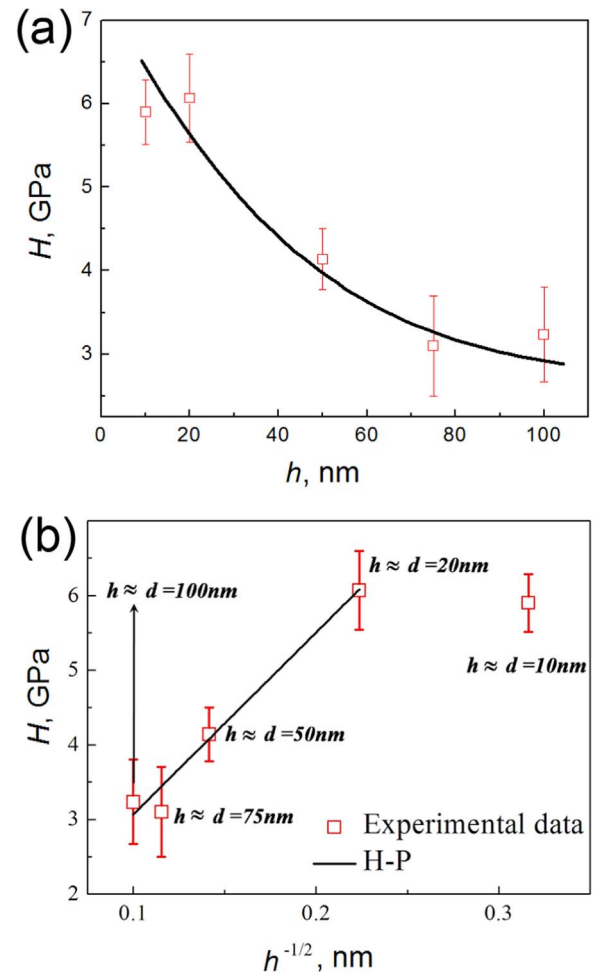 (a)
7
6
5
4
3
H, GPa
0 20 40 60 80 100
h, nm
(b)
h ≈ d =100nm
h ≈ d =20nm
h ≈ d =10nm
h ≈ d =50nm
h ≈ d =75nm
6
5
4
3
2
H, GPa
Experimental data
H-P
0.1 0.2 0.3
h -1/2, nm